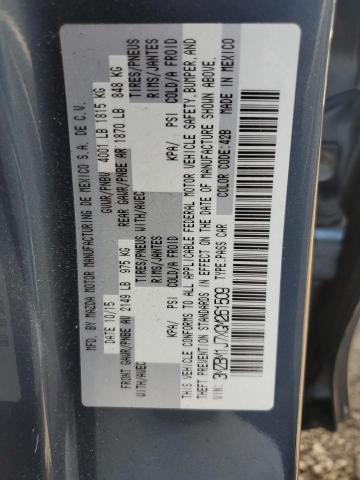 MFD BY MAZDA MOTOR MANUFACTURING DE MEXICO S.A. DE C.V.
DATE 10/15 GVWR/PNBV 4001 LB 1815 KG
FRONT GAWR/PNBE AV 2149 LB 975 KG REAR GAWR/PNBE AR 1870 LB 848 KG
WITH/AVEC TIRES/PNEUS WITH/AVEC TIRES/PNEUS
RIMS/JANTES RIMS/JANTES
KPA/ PSI COLD/A FROID KPA/ PSI COLD/A FROID
THIS VEHICLE CONFORMS TO ALL APPLICABLE FEDERAL MOTOR VEHICLE SAFETY, BUMPER, AND
THEFT PREVENTION STANDARDS IN EFFECT ON THE DATE OF MANUFACTURE SHOWN ABOVE.
VIN: 3MZBM1J77GM261509 TYPE:PASS CAR COLOR CODE:42B MADE IN MEXICO